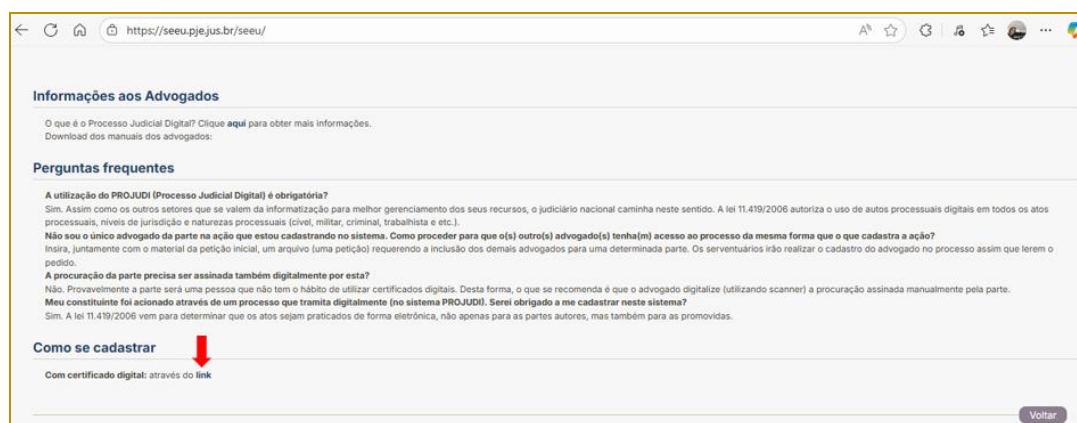 https://seeu.pje.jus.br/seeu/
Informações aos Advogados
O que é o Processo Judicial Digital? Clique aqui para obter mais informações.
Download dos manuais dos advogados:
Perguntas frequentes
A utilização do PROJUDI (Processo Judicial Digital) é obrigatória?
Sim. Assim como os outros setores que se valem da informatização para melhor gerenciamento dos seus recursos, o judiciário nacional caminha neste sentido. A lei 11.419/2006 autoriza o uso de autos processuais digitais em todos os atos
processuais, níveis de jurisdição e naturezas processuais (cível, militar, criminal, trabalhista e etc.).
Não sou o único advogado da parte na ação que estou cadastrando no sistema. Como proceder para que o(s) outro(s) advogado(s) tenha(m) acesso ao processo da mesma forma que o que cadastra a ação?
Insira, juntamente com o material da petição inicial, um arquivo (uma petição) requerendo a inclusão dos demais advogados para uma determinada parte. Os serventuários irão realizar o cadastro do advogado no processo assim que lerem o
pedido.
A procuração da parte precisa ser assinada também digitalmente por esta?
Não. Provavelmente a parte será uma pessoa que não tem o hábito de utilizar certificados digitais. Desta forma, o que se recomenda é que o advogado digitalize (utilizando scanner) a procuração assinada manualmente pela parte.
Meu constituinte foi acionado através de um processo que tramita digitalmente (no sistema PROJUDI). Serei obrigado a me cadastrar neste sistema?
Sim. A lei 11.419/2006 vem para determinar que os atos sejam praticados de forma eletrônica, não apenas para as partes autores, mas também para as promovidas.
Como se cadastrar
Com certificado digital: através do link
Voltar